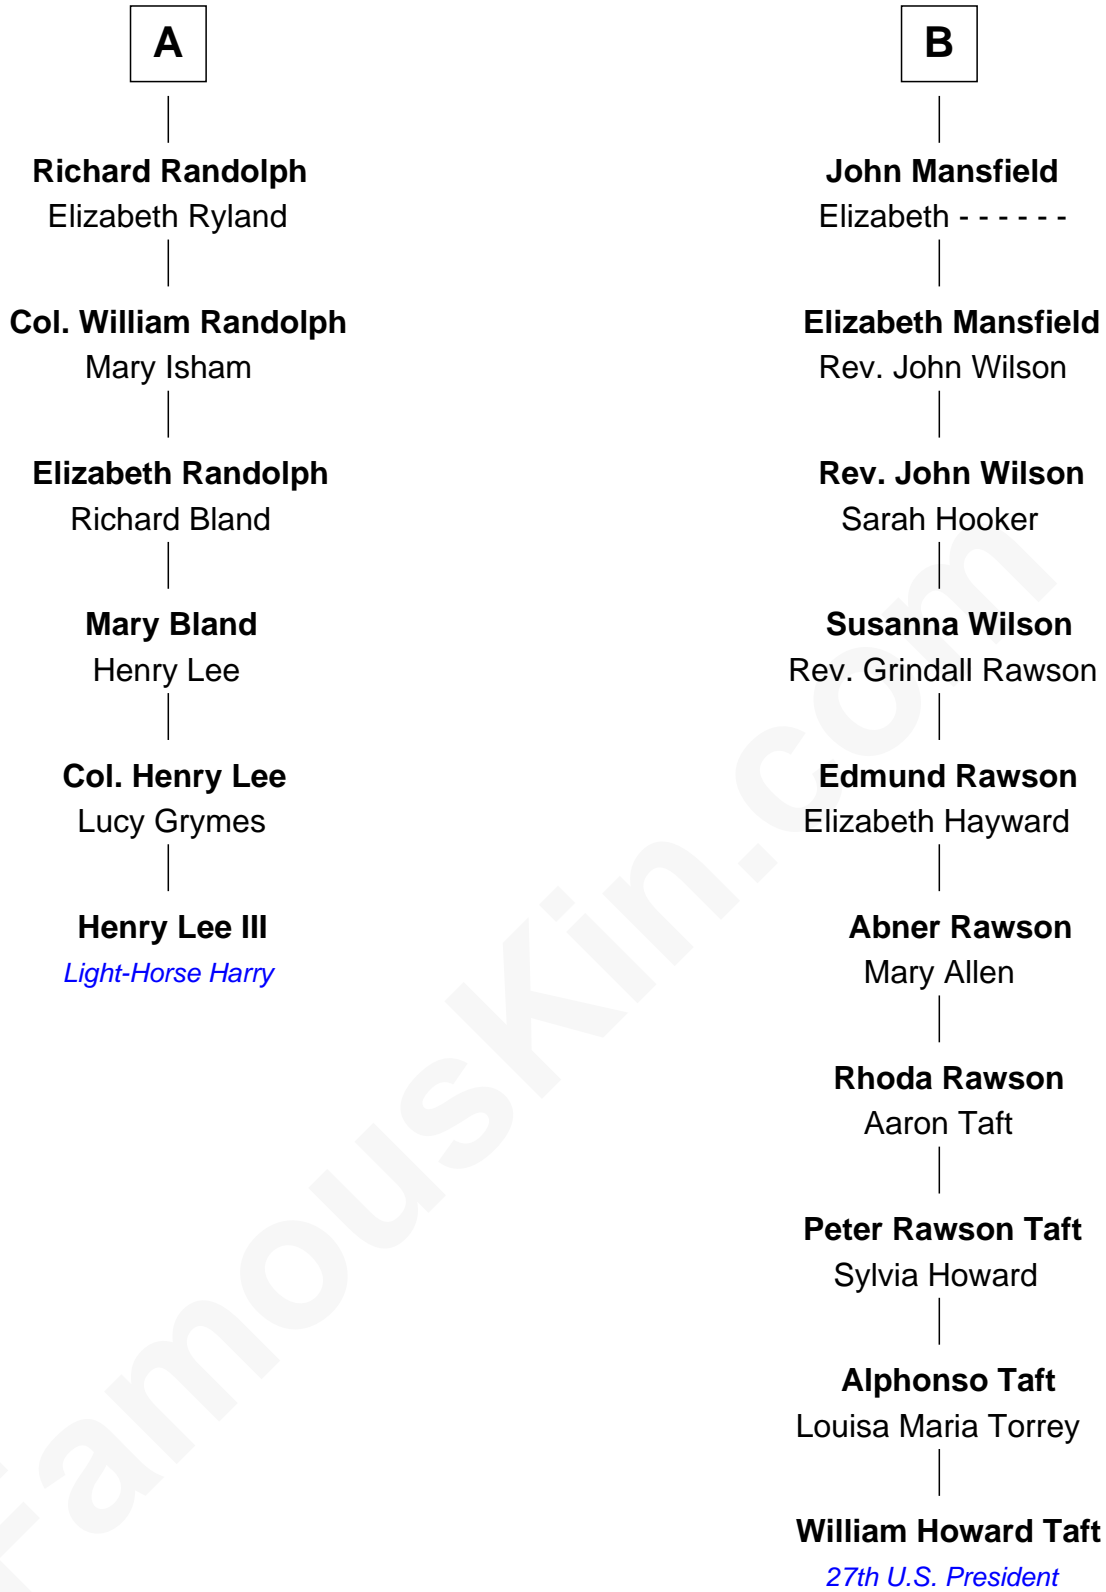 A
Richard Randolph
Elizabeth Ryland
Col. William Randolph
Mary Isham
Elizabeth Randolph
Richard Bland
Mary Bland
Henry Lee
Col. Henry Lee
Lucy Grymes
Henry Lee III
Light-Horse Harry
B
John Mansfield
Elizabeth - - - - - -
Elizabeth Mansfield
Rev. John Wilson
Rev. John Wilson
Sarah Hooker
Susanna Wilson
Rev. Grindall Rawson
Edmund Rawson
Elizabeth Hayward
Abner Rawson
Mary Allen
Rhoda Rawson
Aaron Taft
Peter Rawson Taft
Sylvia Howard
Alphonso Taft
Louisa Maria Torrey
William Howard Taft
27th U.S. President
FamousKin.com